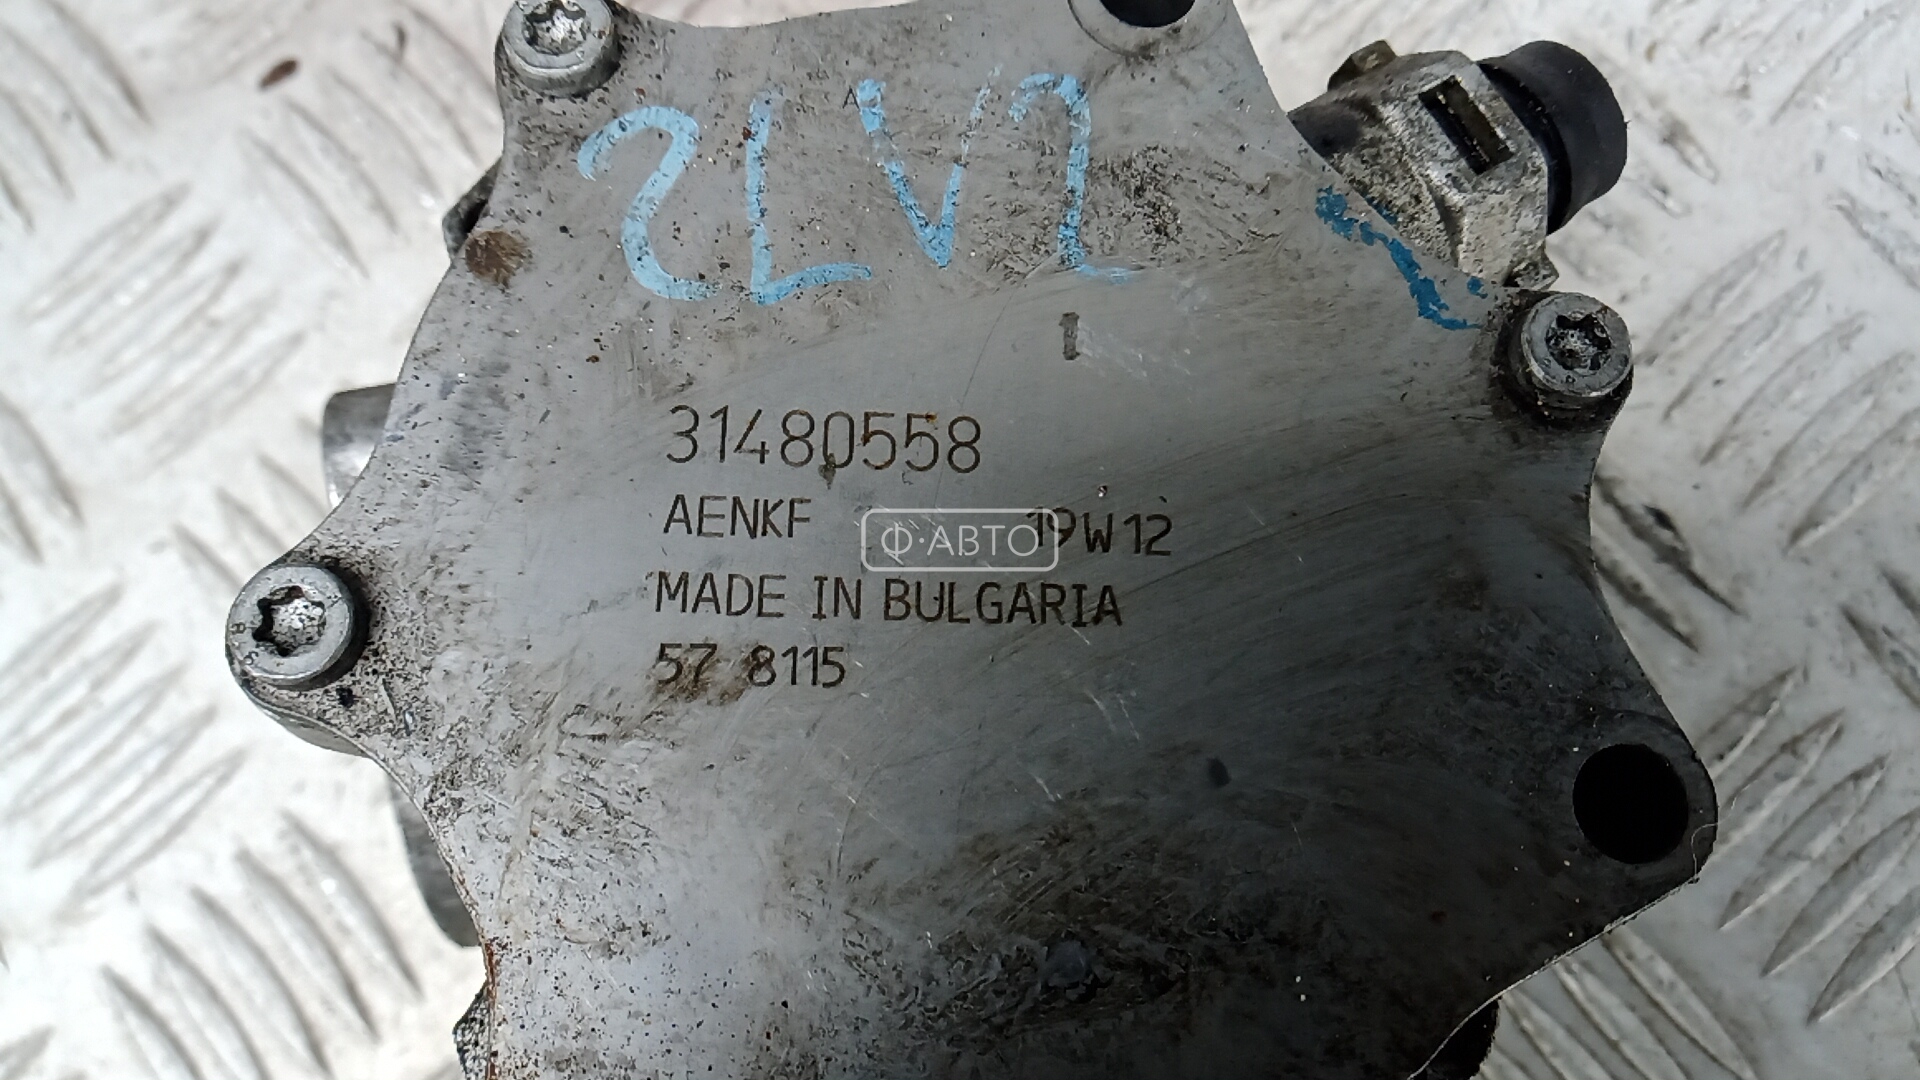 2LV2
31480558
AENKF 19W12
Ф·АВТО
MADE IN BULGARIA
57 8115